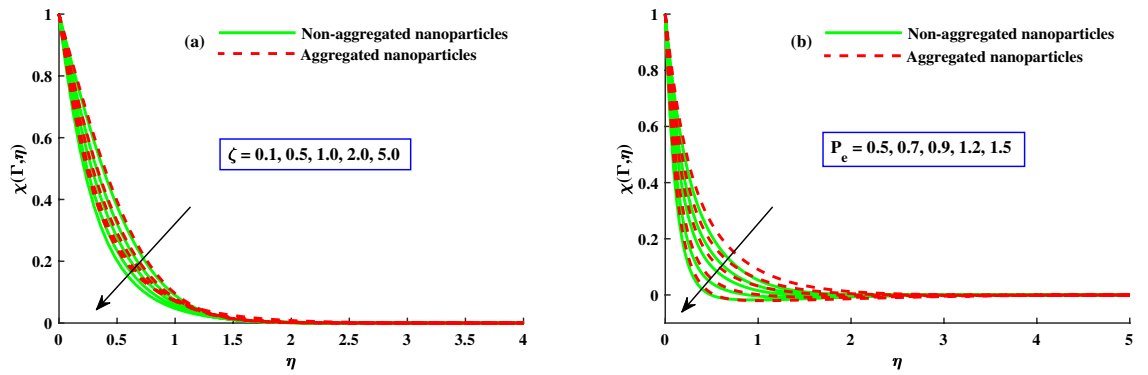 (a)
Non-aggregated nanoparticles
Aggregated nanoparticles
ζ = 0.1, 0.5, 1.0, 2.0, 5.0
χ(Γ,η)
1
0.8
0.6
0.4
0.2
0
0 0.5 1 1.5 2 2.5 3 3.5 4
η
(b)
Non-aggregated nanoparticles
Aggregated nanoparticles
P_e = 0.5, 0.7, 0.9, 1.2, 1.5
χ(Γ,η)
1
0.8
0.6
0.4
0.2
0
0 1 2 3 4 5
η